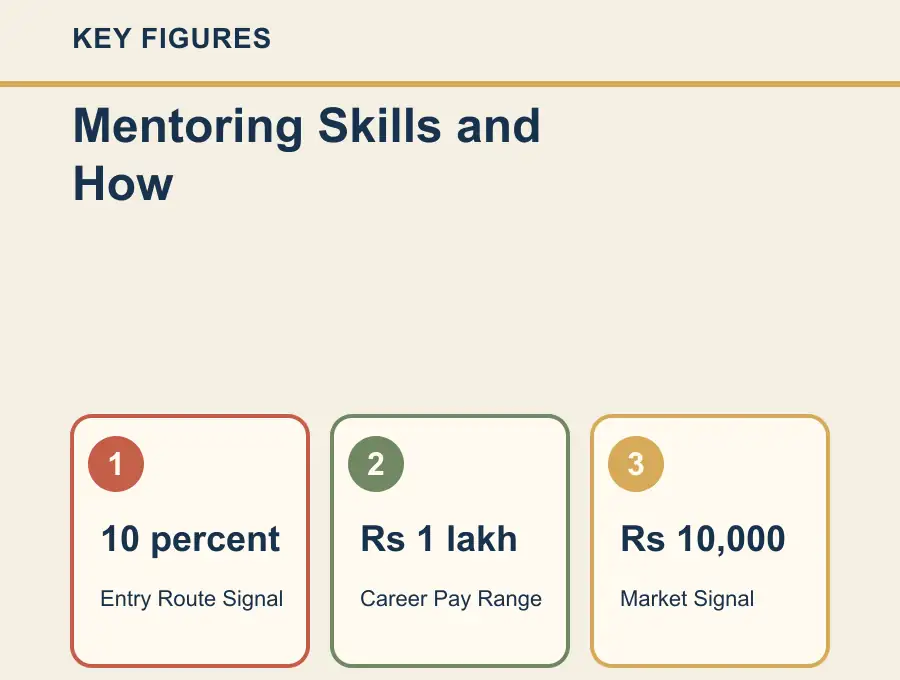 KEY FIGURES
Mentoring Skills and
How
1
10 percent
Entry Route Signal
2
Rs 1 lakh
Career Pay Range
3
Rs 10,000
Market Signal